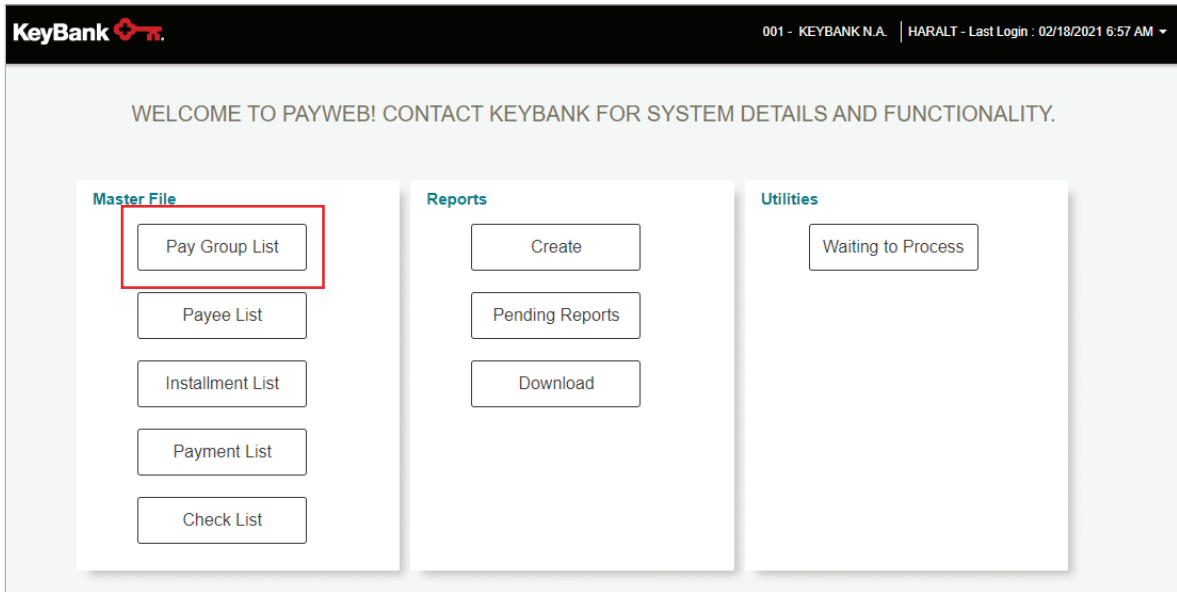 KeyBank
001 - KEYBANK N.A. HARALT - Last Login : 02/18/2021 6:57 AM
WELCOME TO PAYWEB! CONTACT KEYBANK FOR SYSTEM DETAILS AND FUNCTIONALITY.
Master File
Pay Group List
Payee List
Installment List
Payment List
Check List
Reports
Create
Pending Reports
Download
Utilities
Waiting to Process